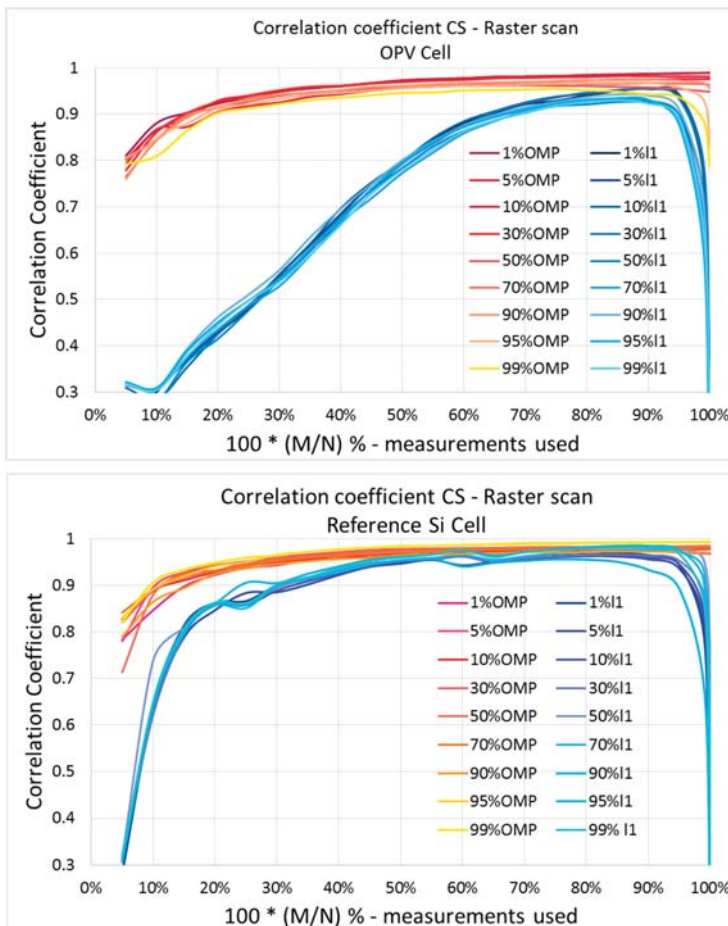 Correlation coefficient CS - Raster scan
OPV Cell
Correlation Coefficient
1
0.9
0.8
0.7
0.6
0.5
0.4
0.3
1%OMP 1%l1
5%OMP 5%l1
10%OMP 10%l1
30%OMP 30%l1
50%OMP 50%l1
70%OMP 70%l1
90%OMP 90%l1
95%OMP 95%l1
99%OMP 99%l1
0% 10% 20% 30% 40% 50% 60% 70% 80% 90% 100%
100 * (M/N) % - measurements used
Correlation coefficient CS - Raster scan
Reference Si Cell
Correlation Coefficient
1
0.9
0.8
0.7
0.6
0.5
0.4
0.3
1%OMP 1%l1
5%OMP 5%l1
10%OMP 10%l1
30%OMP 30%l1
50%OMP 50%l1
70%OMP 70%l1
90%OMP 90%l1
95%OMP 95%l1
99%OMP 99% l1
0% 10% 20% 30% 40% 50% 60% 70% 80% 90% 100%
100 * (M/N) % - measurements used